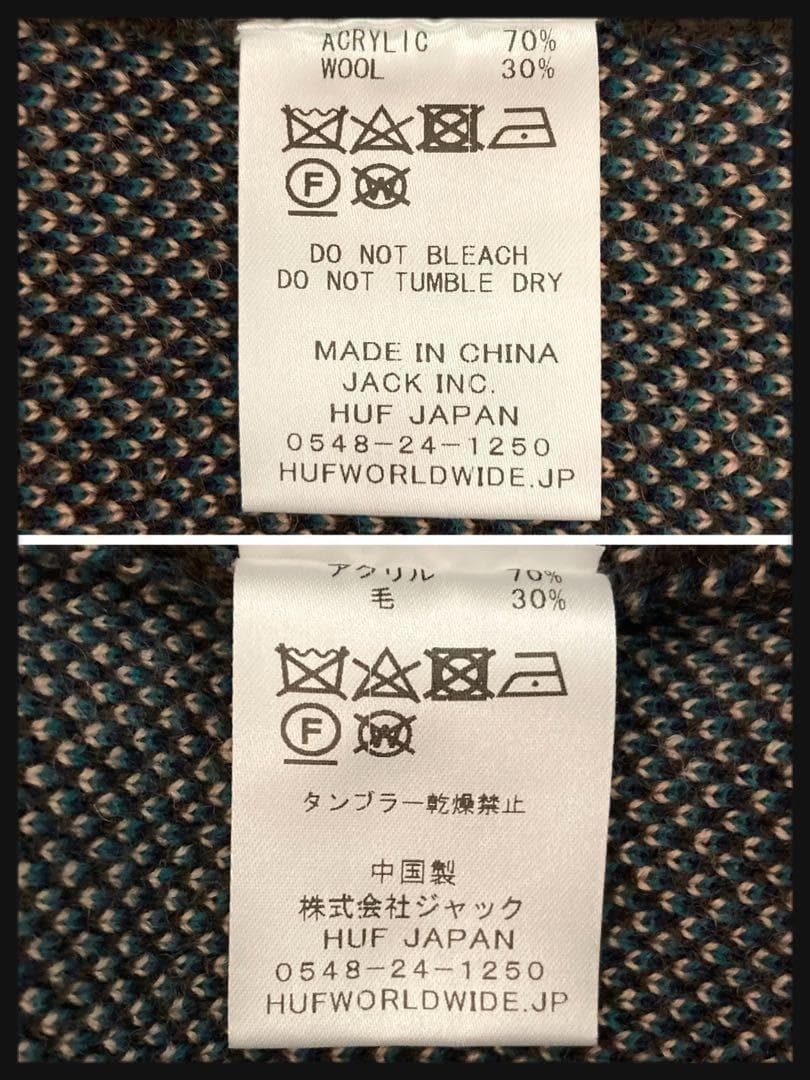 ACRYLIC 70%
WOOL 30%
F W
DO NOT BLEACH
DO NOT TUMBLE DRY
MADE IN CHINA
JACK INC.
HUF JAPAN
0548-24-1250
HUFWORLDWIDE.JP
アクリル 70%
毛 30%
F W
タンブラー乾燥禁止
中国製
株式会社ジャック
HUF JAPAN
0548-24-1250
HUFWORLDWIDE.JP